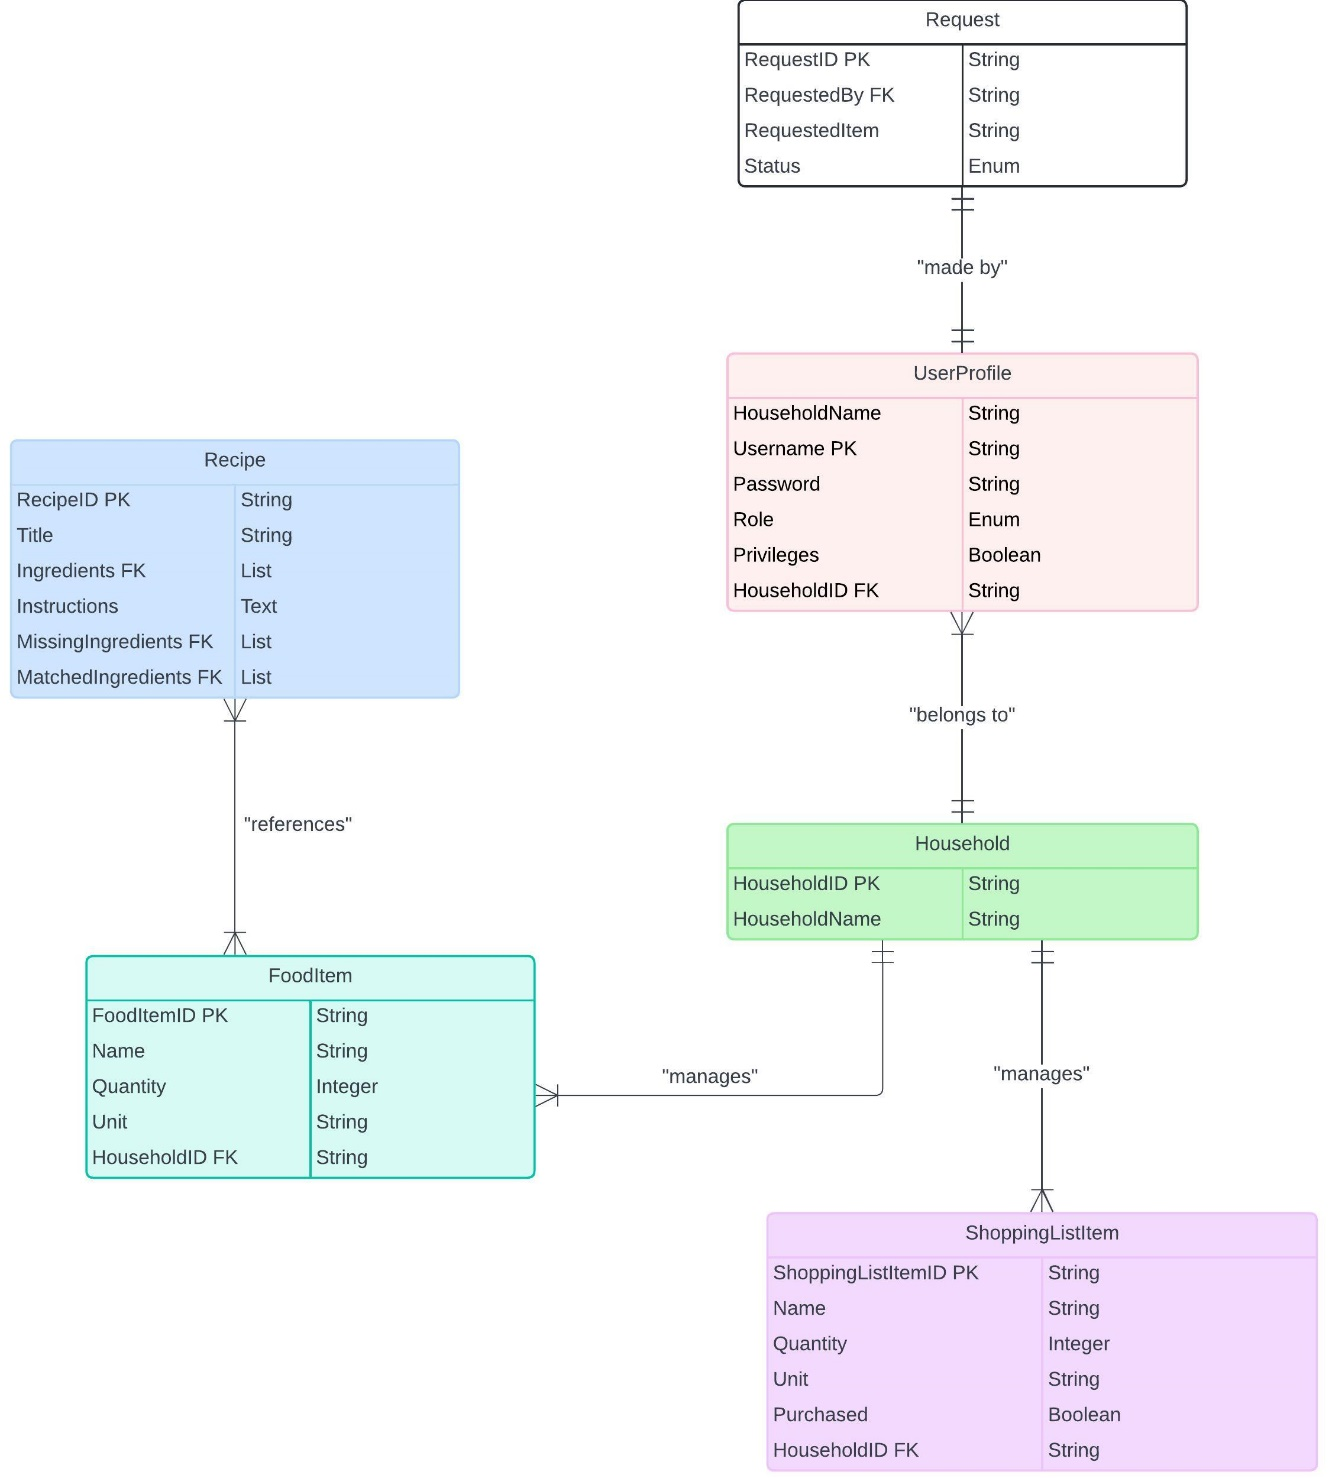 Request
RequestID PK String
RequestedBy FK String
RequestedItem String
Status Enum
"made by"
UserProfile
HouseholdName String
Username PK String
Password String
Role Enum
Privileges Boolean
HouseholdID FK String
Recipe
RecipeID PK String
Title String
Ingredients FK List
Instructions Text
MissingIngredients FK List
MatchedIngredients FK List
"belongs to"
"references"
Household
HouseholdID PK String
HouseholdName String
FoodItem
FoodItemID PK String
Name String
Quantity Integer
Unit String
HouseholdID FK String
"manages"
"manages"
ShoppingListItem
ShoppingListItemID PK String
Name String
Quantity Integer
Unit String
Purchased Boolean
HouseholdID FK String